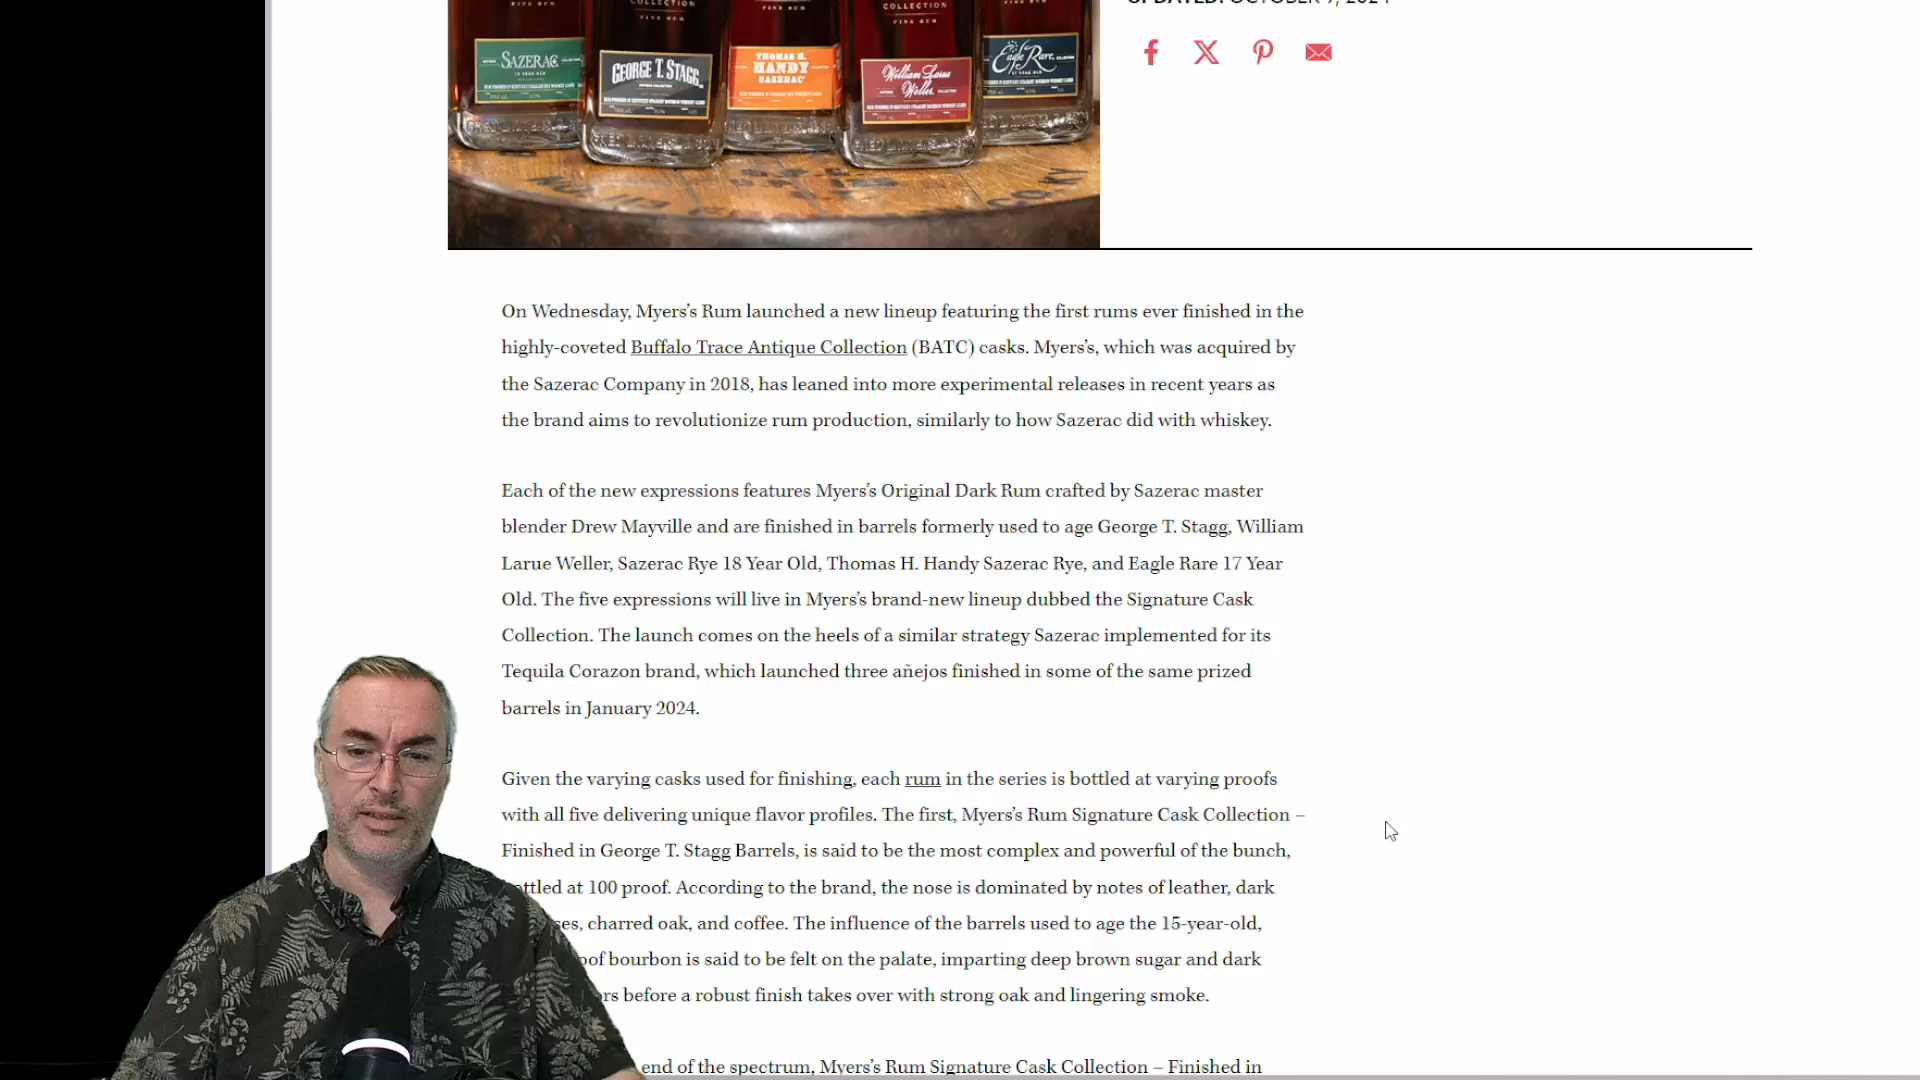 COLLECTION
FINE RUM
FINE RUM
COLLECTION
FINE RUM
SAZERAC
GEORGE T. STAGG
THOMAS H.
HANDY
SAZERAC
William Larue
Weller
Eagle Rare
UPDATED: OCTOBER 9, 2024
On Wednesday, Myers’s Rum launched a new lineup featuring the first rums ever finished in the
highly-coveted Buffalo Trace Antique Collection (BATC) casks. Myers’s, which was acquired by
the Sazerac Company in 2018, has leaned into more experimental releases in recent years as
the brand aims to revolutionize rum production, similarly to how Sazerac did with whiskey.
Each of the new expressions features Myers’s Original Dark Rum crafted by Sazerac master
blender Drew Mayville and are finished in barrels formerly used to age George T. Stagg, William
Larue Weller, Sazerac Rye 18 Year Old, Thomas H. Handy Sazerac Rye, and Eagle Rare 17 Year
Old. The five expressions will live in Myers’s brand-new lineup dubbed the Signature Cask
Collection. The launch comes on the heels of a similar strategy Sazerac implemented for its
Tequila Corazon brand, which launched three añejos finished in some of the same prized
barrels in January 2024.
Given the varying casks used for finishing, each rum in the series is bottled at varying proofs
with all five delivering unique flavor profiles. The first, Myers’s Rum Signature Cask Collection –
Finished in George T. Stagg Barrels, is said to be the most complex and powerful of the bunch,
ottled at 100 proof. According to the brand, the nose is dominated by notes of leather, dark
es, charred oak, and coffee. The influence of the barrels used to age the 15-year-old,
of bourbon is said to be felt on the palate, imparting deep brown sugar and dark
rs before a robust finish takes over with strong oak and lingering smoke.
end of the spectrum, Myers’s Rum Signature Cask Collection – Finished in